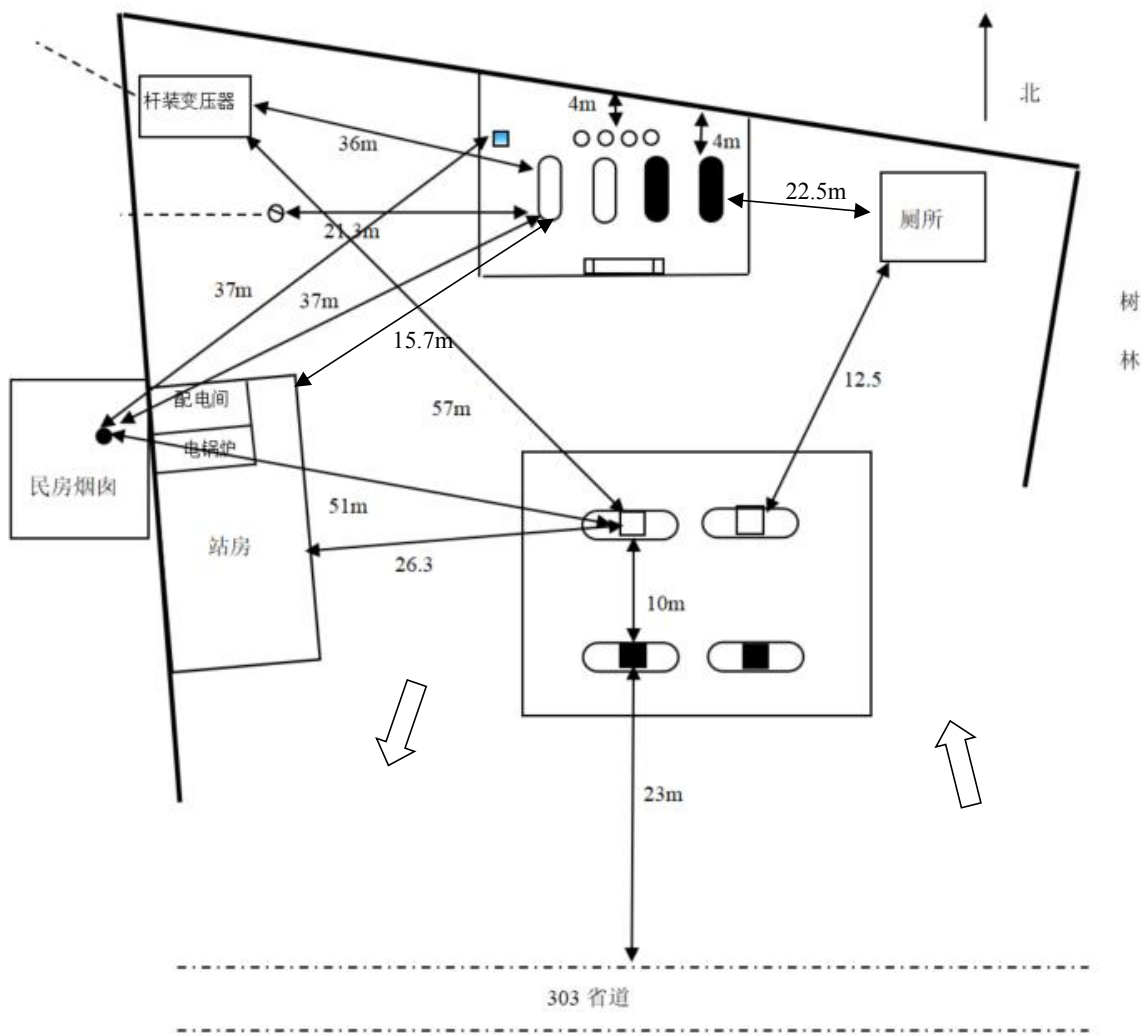 北
杆装变压器
4m
36m
4m
22.5m
厕所
21.3m
37m
37m
树
林
15.7m
12.5
配电间
57m
电锅炉
民房烟囱
51m
站房
26.3
10m
23m
303 省道